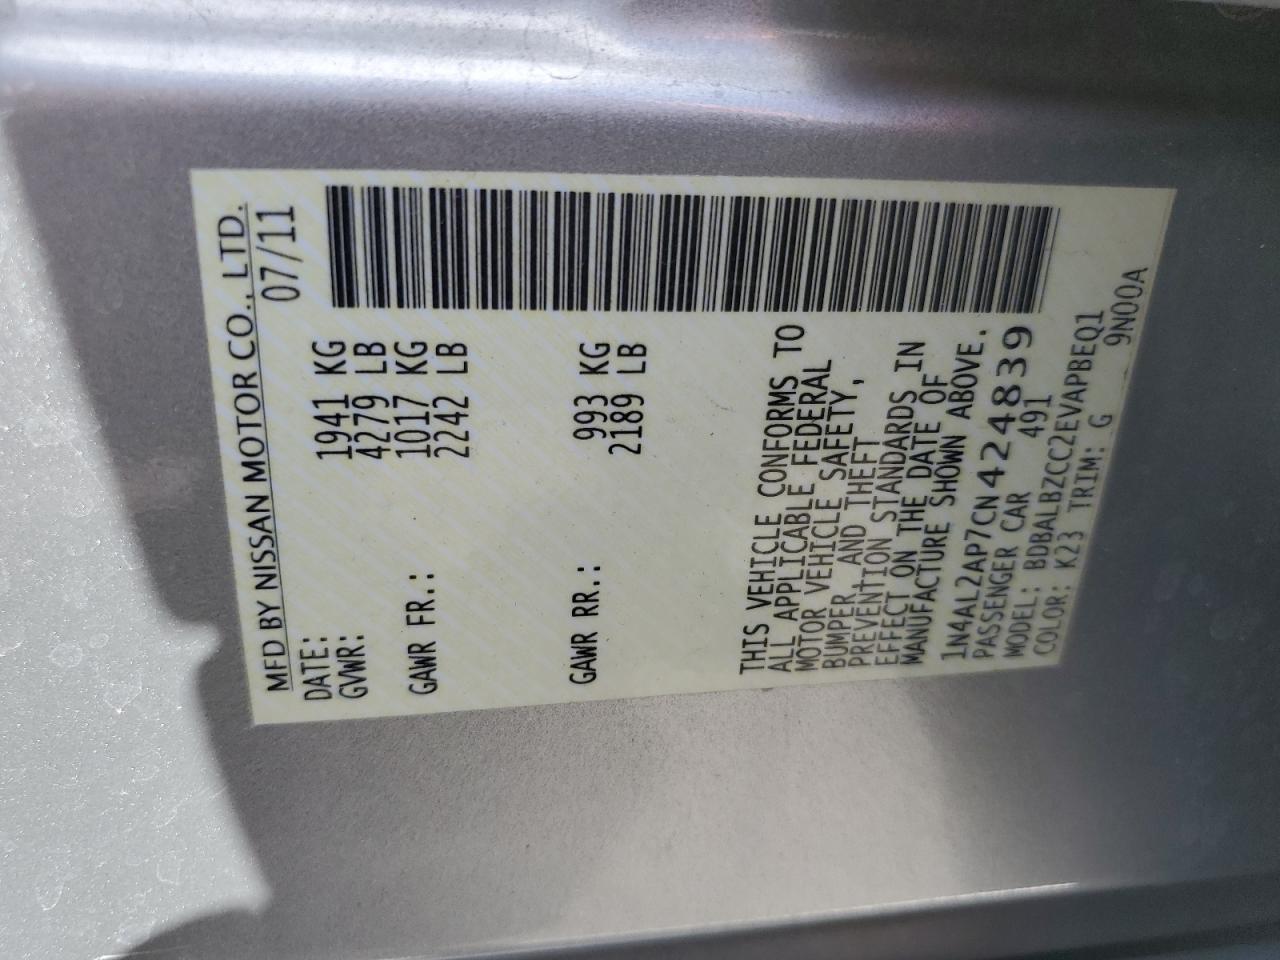 MFD BY NISSAN MOTOR CO., LTD.
DATE: 07/11
GVWR: 1941 KG
4279 LB
GAWR FR.: 1017 KG
2242 LB
GAWR RR.: 993 KG
2189 LB
THIS VEHICLE CONFORMS TO
ALL APPLICABLE FEDERAL
MOTOR VEHICLE SAFETY,
BUMPER, AND THEFT
PREVENTION STANDARDS IN
EFFECT ON THE DATE OF
MANUFACTURE SHOWN ABOVE.
1N4AL2AP7CN424839
PASSENGER CAR 491
MODEL: BDBALBZCCC2EVAPBEQ1
COLOR: K23 TRIM: G 9N00A